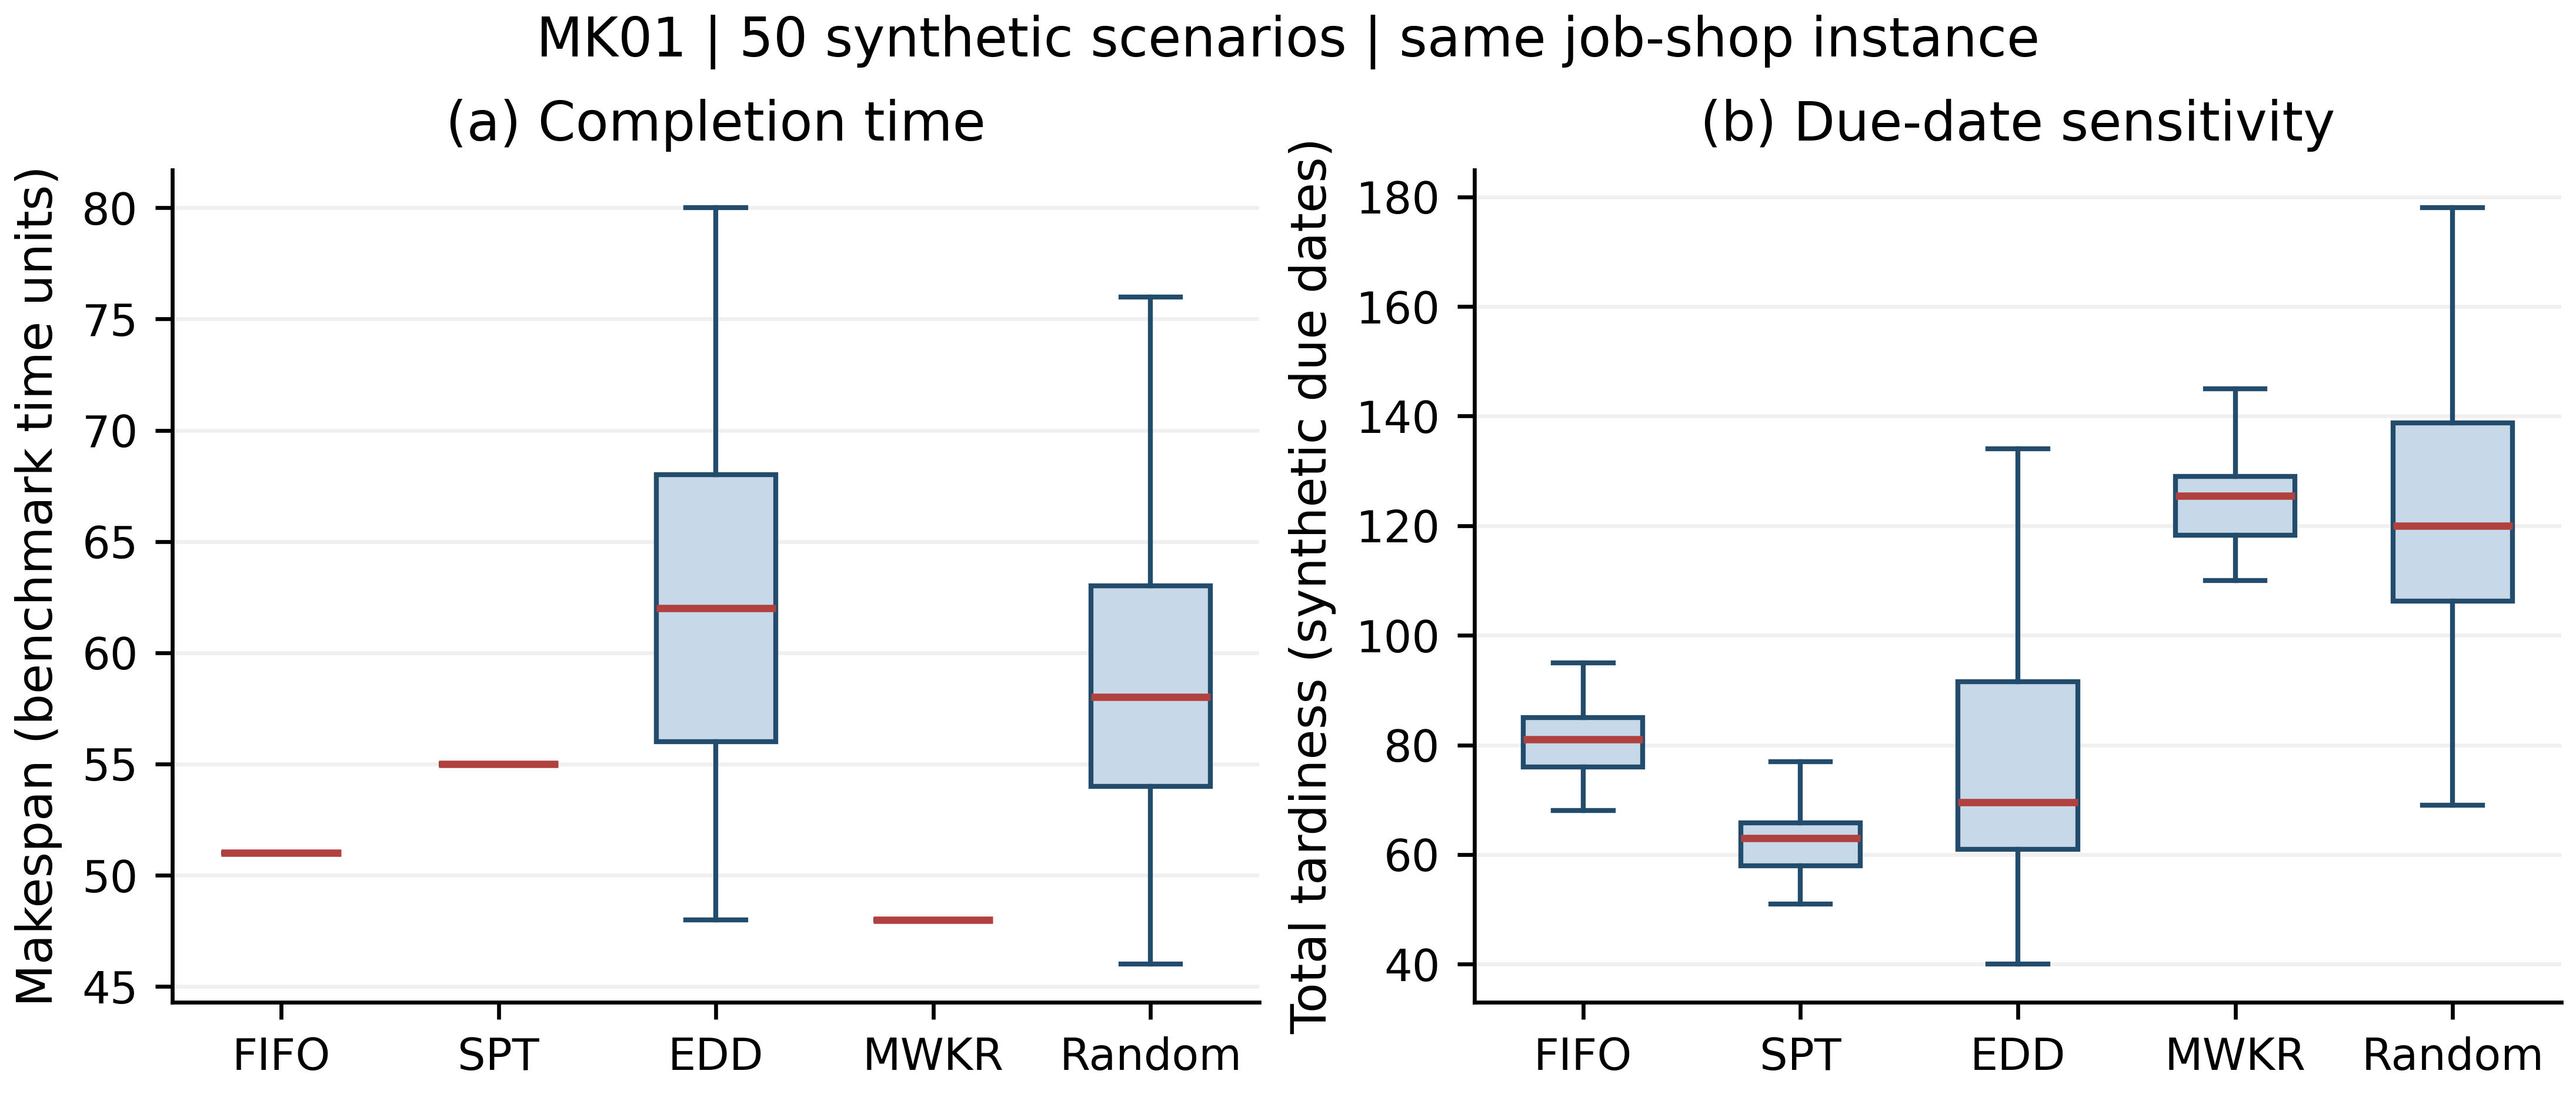 MK01 | 50 synthetic scenarios | same job-shop instance
(a) Completion time
Makespan (benchmark time units)
80
75
70
65
60
55
50
45
FIFO SPT EDD MWKR Random
(b) Due-date sensitivity
Total tardiness (synthetic due dates)
180
160
140
120
100
80
60
40
FIFO SPT EDD MWKR Random